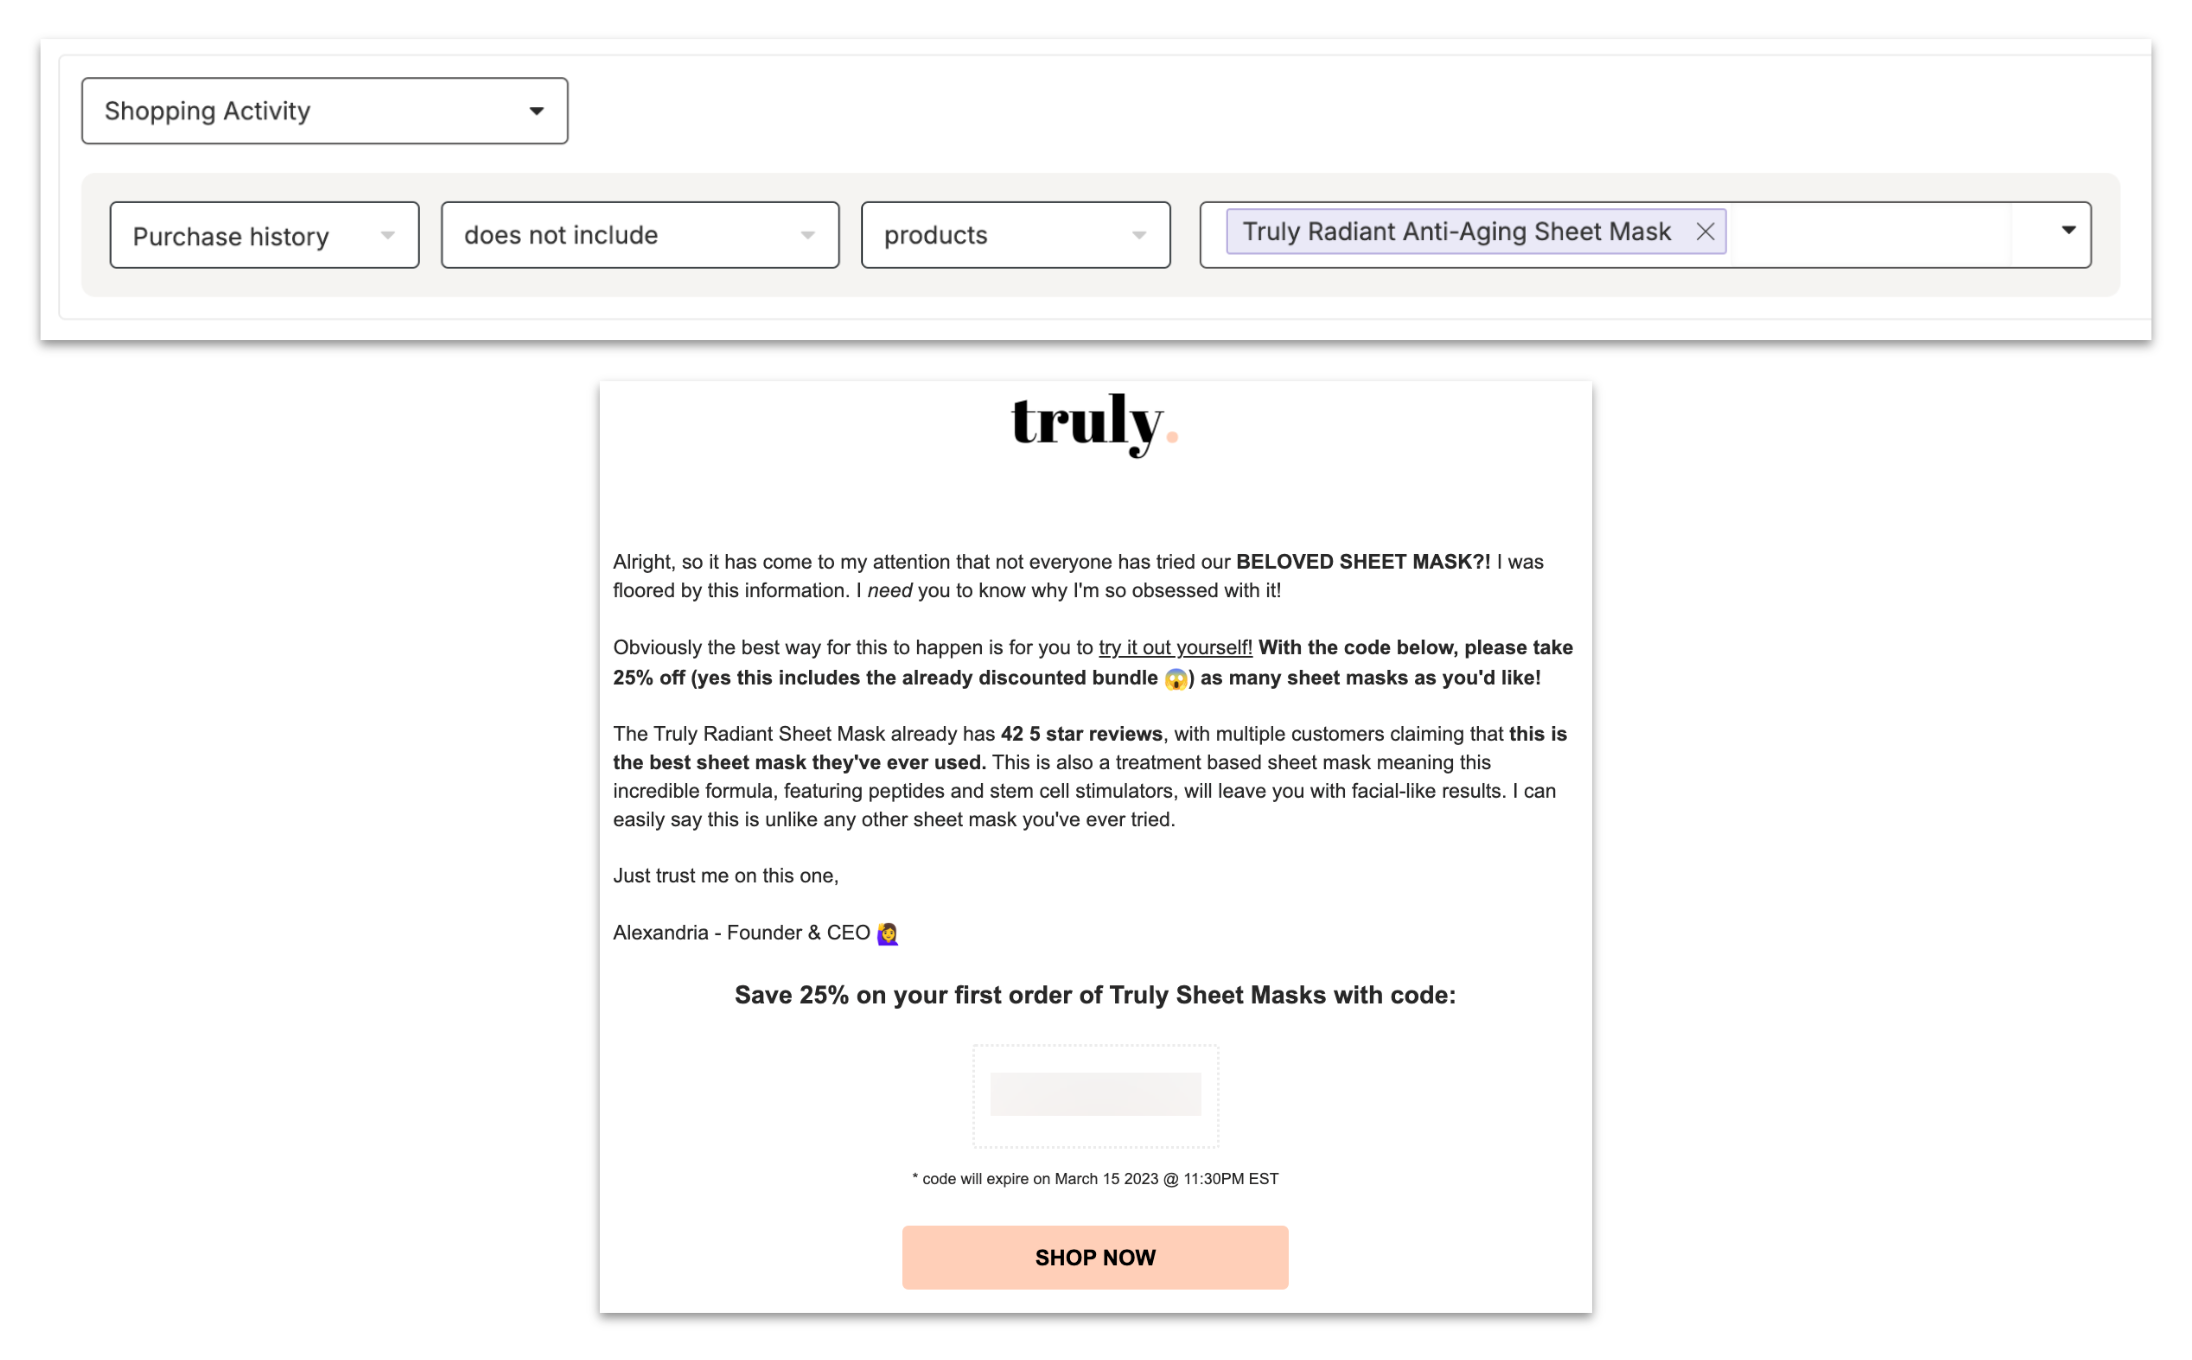 Shopping Activity
Purchase history
does not include
products
Truly Radiant Anti-Aging Sheet Mask
truly.
Alright, so it has come to my attention that not everyone has tried our BELOVED SHEET MASK?! I was
floored by this information. I need you to know why I'm so obsessed with it!
Obviously the best way for this to happen is for you to try it out yourself! With the code below, please take
25% off (yes this includes the already discounted bundle 😱) as many sheet masks as you'd like!
The Truly Radiant Sheet Mask already has 42 5 star reviews, with multiple customers claiming that this is
the best sheet mask they've ever used. This is also a treatment based sheet mask meaning this
incredible formula, featuring peptides and stem cell stimulators, will leave you with facial-like results. I can
easily say this is unlike any other sheet mask you've ever tried.
Just trust me on this one,
Alexandria - Founder & CEO 🙋‍♀️
Save 25% on your first order of Truly Sheet Masks with code:
* code will expire on March 15 2023 @ 11:30PM EST
SHOP NOW